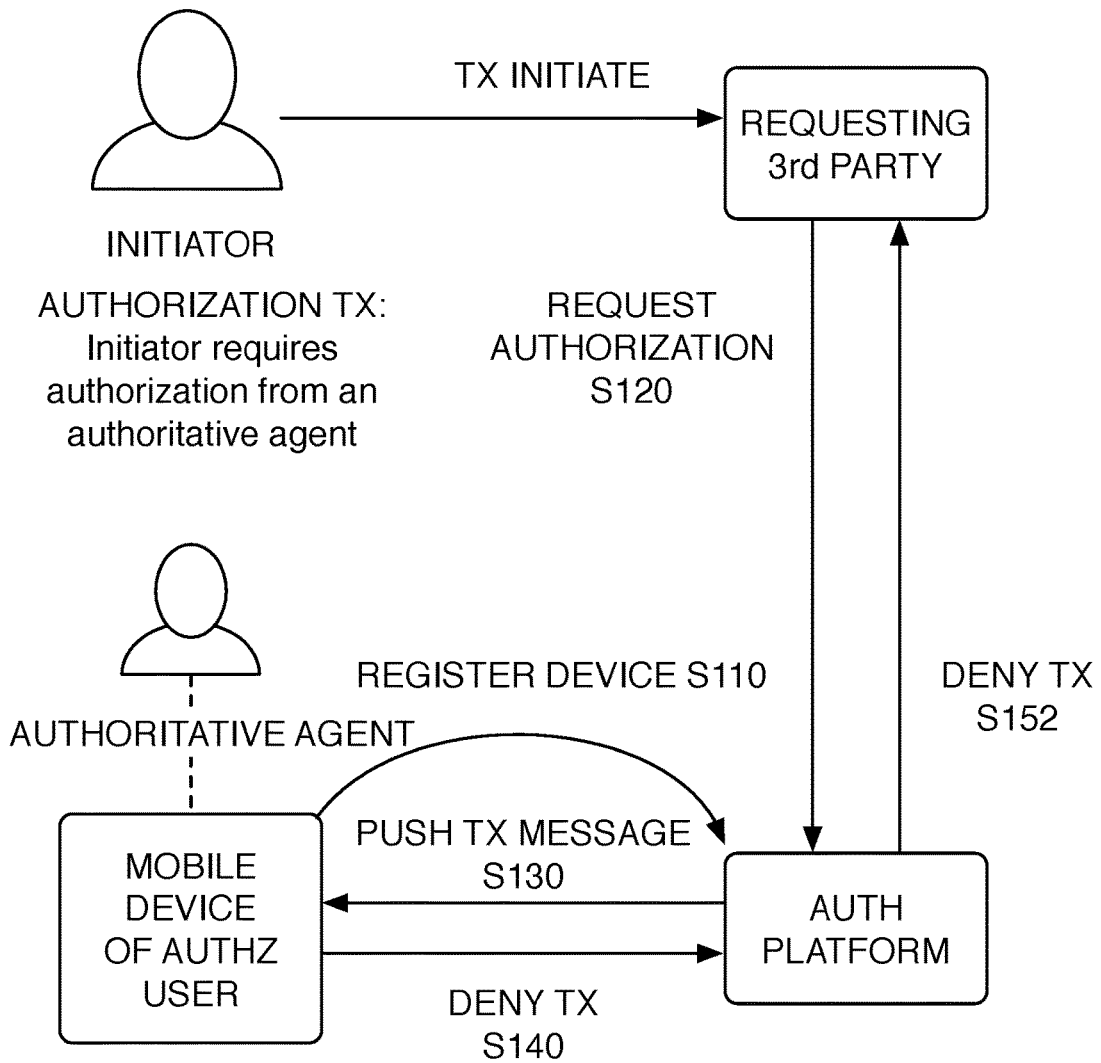 TX INITIATE
REQUESTING
3rd PARTY
INITIATOR
AUTHORIZATION TX:
Initiator requires
authorization from an
authoritative agent
REQUEST
AUTHORIZATION
S120
REGISTER DEVICE S110
DENY TX
S152
AUTHORITATIVE AGENT
PUSH TX MESSAGE
S130
MOBILE
DEVICE
OF AUTHZ
USER
AUTH
PLATFORM
DENY TX
S140